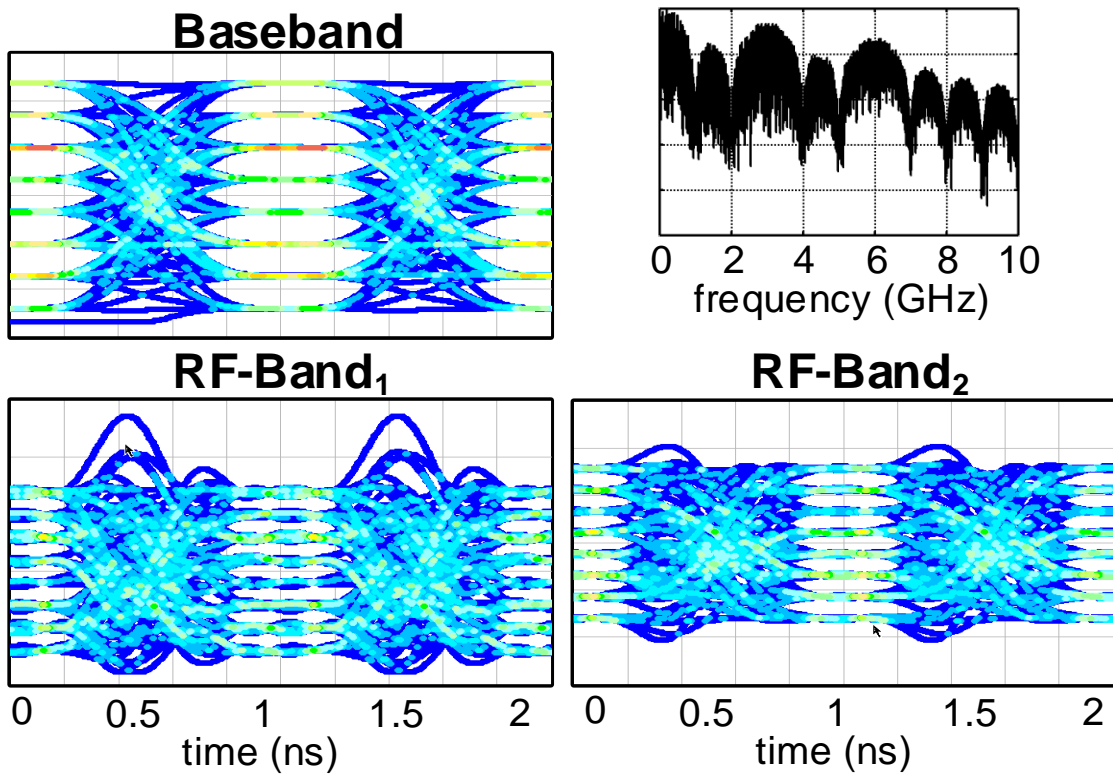 Baseband
0 2 4 6 8 10
frequency (GHz)
RF-Band₁
RF-Band₂
0 0.5 1 1.5 2
time (ns)
0 0.5 1 1.5 2
time (ns)